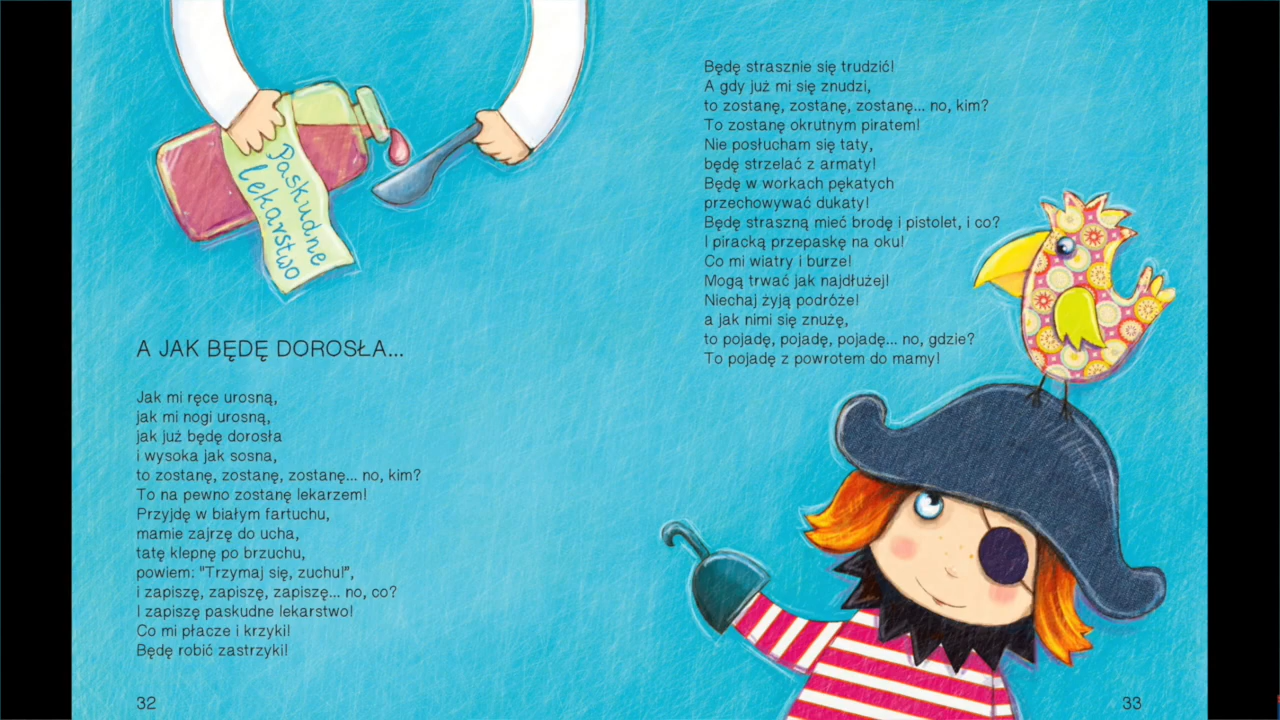 Paskudne
lekarstwo
A JAK BĘDĘ DOROSŁA...
Jak mi ręce urosną,
jak mi nogi urosną,
jak już będę dorosła
i wysoka jak sosna,
to zostanę, zostanę, zostanę... no, kim?
To na pewno zostanę lekarzem!
Przyjdę w białym fartuchu,
mamie zajrzę do ucha,
tatę klepnę po brzuchu,
powiem: "Trzymaj się, zuchu!",
i zapiszę, zapiszę, zapiszę... no, co?
I zapiszę paskudne lekarstwo!
Co mi płacze i krzyki!
Będę robić zastrzyki!
32
Będę strasznie się trudzić!
A gdy już mi się znudzi,
to zostanę, zostanę, zostanę... no, kim?
To zostanę okrutnym piratem!
Nie posłucham się taty,
będę strzelać z armaty!
Będę w workach pękatych
przechowywać dukaty!
Będę straszną mieć brodę i pistolet, i co?
I piracką przepaskę na oku!
Co mi wiatry i burze!
Mogą trwać jak najdłużej!
Niechaj żyją podróże!
a jak nimi się znużę,
to pojadę, pojadę, pojadę... no, gdzie?
To pojadę z powrotem do mamy!
33